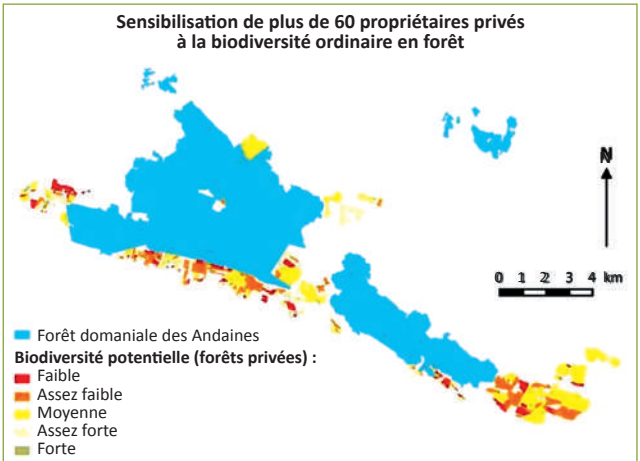 Sensibilisation de plus de 60 propriétaires privés
à la biodiversité ordinaire en forêt
N
0 1 2 3 4 km
Forêt domaniale des Andaines
Biodiversité potentielle (forêts privées) :
Faible
Assez faible
Moyenne
Assez forte
Forte